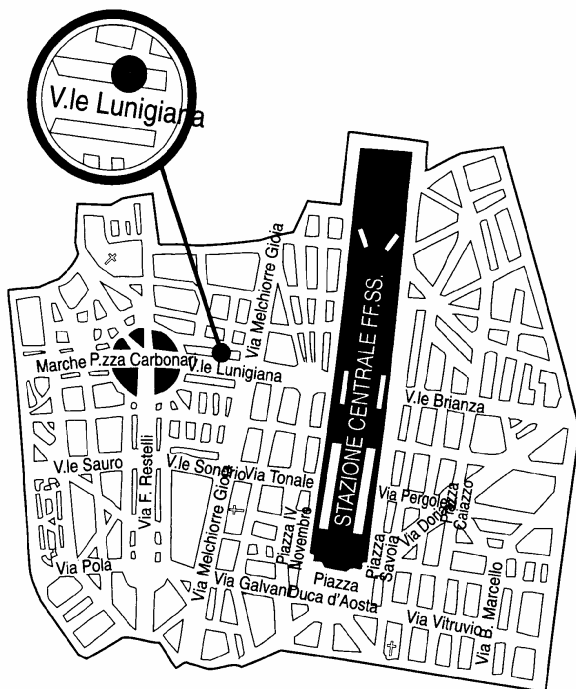 V.le Lunigiana
Via Melchiorre Gioia
Marche P.zza Carbonari
V.le Lunigiana
STAZIONE CENTRALE FF.SS.
V.le Brianza
V.le Sauro
V.le Sondrio
Via Tonale
Via F. Restelli
Via Melchiorre Gioia
Via Pergole
Via Dona
Piazza
Caiazzo
Piazza IV
Novembre
Piazza
Savoia
Via Pola
Via Galvani
Piazza
Duca d'Aosta
Via Vitruvio
Via B. Marcello